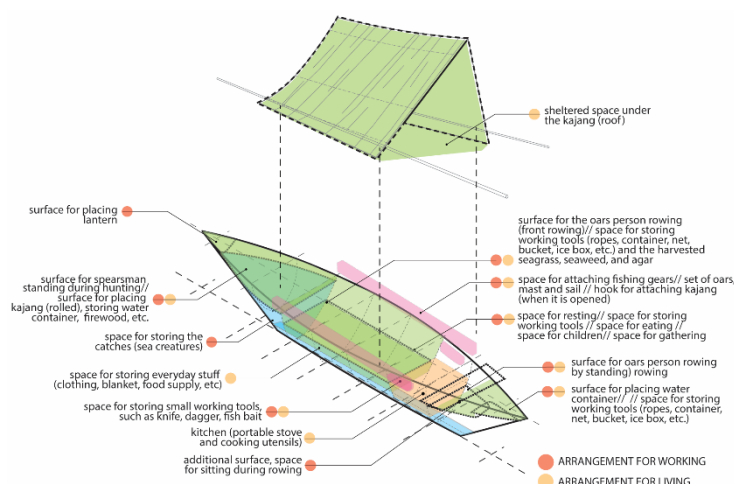 sheltered space under
the kajang (roof)
surface for placing
lantern
surface for the oars person rowing
(front rowing)// space for storing
working tools (ropes, container, net,
bucket, ice box, etc.) and the harvested
seagrass, seaweed, and agar
surface for spearsman
standing during hunting//
surface for placing
kajang (rolled), storing water
container, firewood, etc.
space for attaching fishing gears// set of oars,
mast and sail // hook for attaching kajang
(when it is opened)
space for resting// space for storing
working tools // space for eating //
space for children// space for gathering
space for storing the
catches (sea creatures)
surface for oars person rowing
by standing) rowing
space for storing everyday stuff
(clothing, blanket, food supply, etc)
surface for placing water
container// // space for storing
working tools (ropes, container,
net, bucket, ice box, etc.)
space for storing small working tools,
such as knife, dagger, fish bait
kitchen (portable stove
and cooking utensils)
additional surface, space
for sitting during rowing
ARRANGEMENT FOR WORKING
ARRANGEMENT FOR LIVING